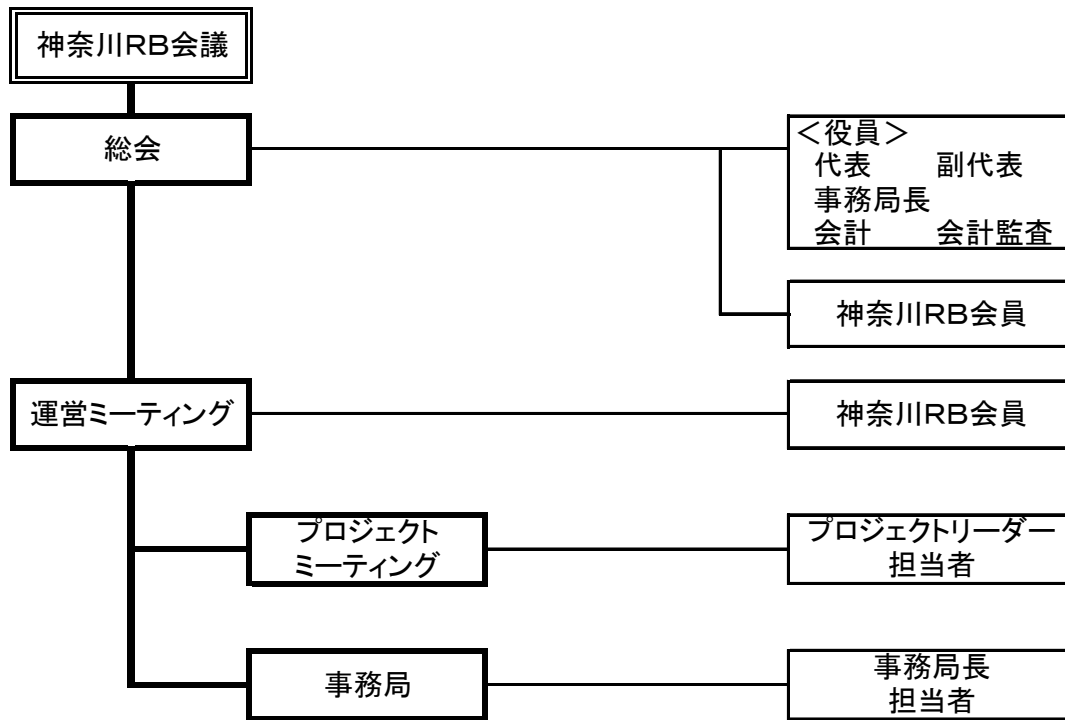 神奈川RB会議
総会
＜役員＞
代表　　副代表
事務局長
会計　　会計監査
神奈川RB会員
運営ミーティング
神奈川RB会員
プロジェクト
ミーティング
プロジェクトリーダー
担当者
事務局
事務局長
担当者